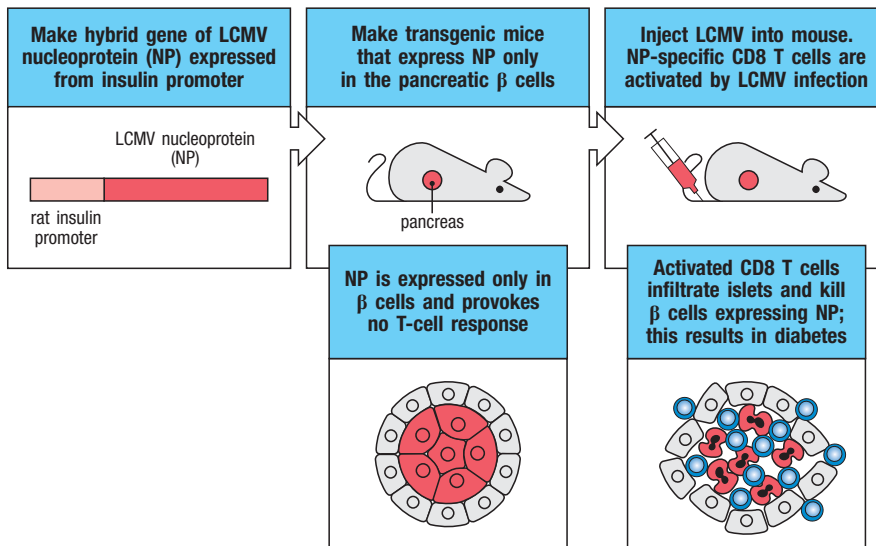 Make hybrid gene of LCMV
nucleoprotein (NP) expressed
from insulin promoter
LCMV nucleoprotein
(NP)
rat insulin
promoter
Make transgenic mice
that express NP only
in the pancreatic β cells
pancreas
Inject LCMV into mouse.
NP-specific CD8 T cells are
activated by LCMV infection
NP is expressed only in
β cells and provokes
no T-cell response
Activated CD8 T cells
infiltrate islets and kill
β cells expressing NP;
this results in diabetes